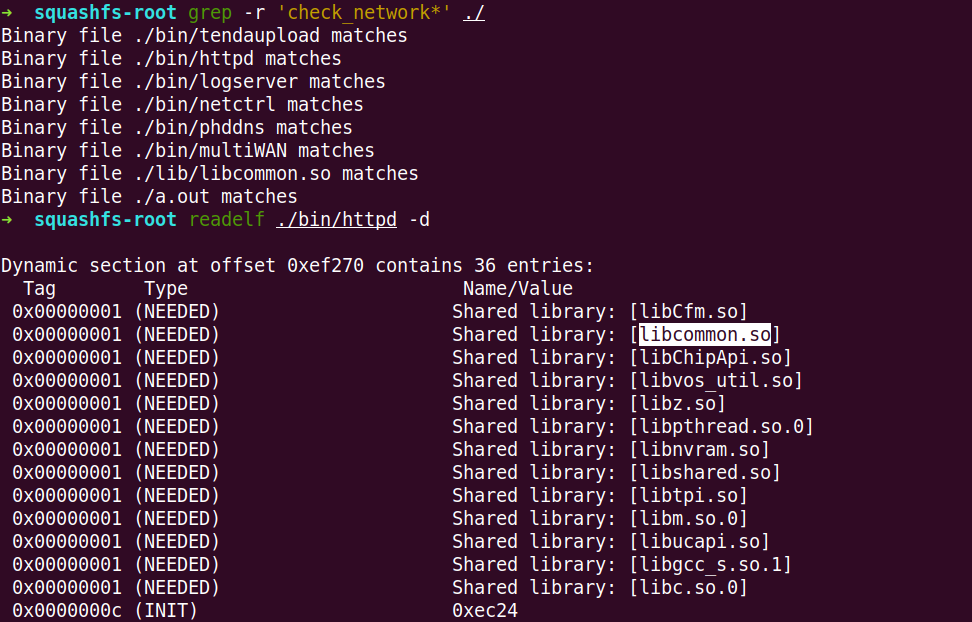 → squashfs-root grep -r 'check_network*' ./
Binary file ./bin/tendaupload matches
Binary file ./bin/httpd matches
Binary file ./bin/logserver matches
Binary file ./bin/netctrl matches
Binary file ./bin/phddns matches
Binary file ./bin/multiWAN matches
Binary file ./lib/libcommon.so matches
Binary file ./a.out matches
→ squashfs-root readelf ./bin/httpd -d
Dynamic section at offset 0xef270 contains 36 entries:
Tag Type Name/Value
0x00000001 (NEEDED) Shared library: [libCfm.so]
0x00000001 (NEEDED) Shared library: [libcommon.so]
0x00000001 (NEEDED) Shared library: [libChipApi.so]
0x00000001 (NEEDED) Shared library: [libvos_util.so]
0x00000001 (NEEDED) Shared library: [libz.so]
0x00000001 (NEEDED) Shared library: [libpthread.so.0]
0x00000001 (NEEDED) Shared library: [libnvram.so]
0x00000001 (NEEDED) Shared library: [libshared.so]
0x00000001 (NEEDED) Shared library: [libtpi.so]
0x00000001 (NEEDED) Shared library: [libm.so.0]
0x00000001 (NEEDED) Shared library: [libucapi.so]
0x00000001 (NEEDED) Shared library: [libgcc_s.so.1]
0x00000001 (NEEDED) Shared library: [libc.so.0]
0x0000000c (INIT) 0xec24